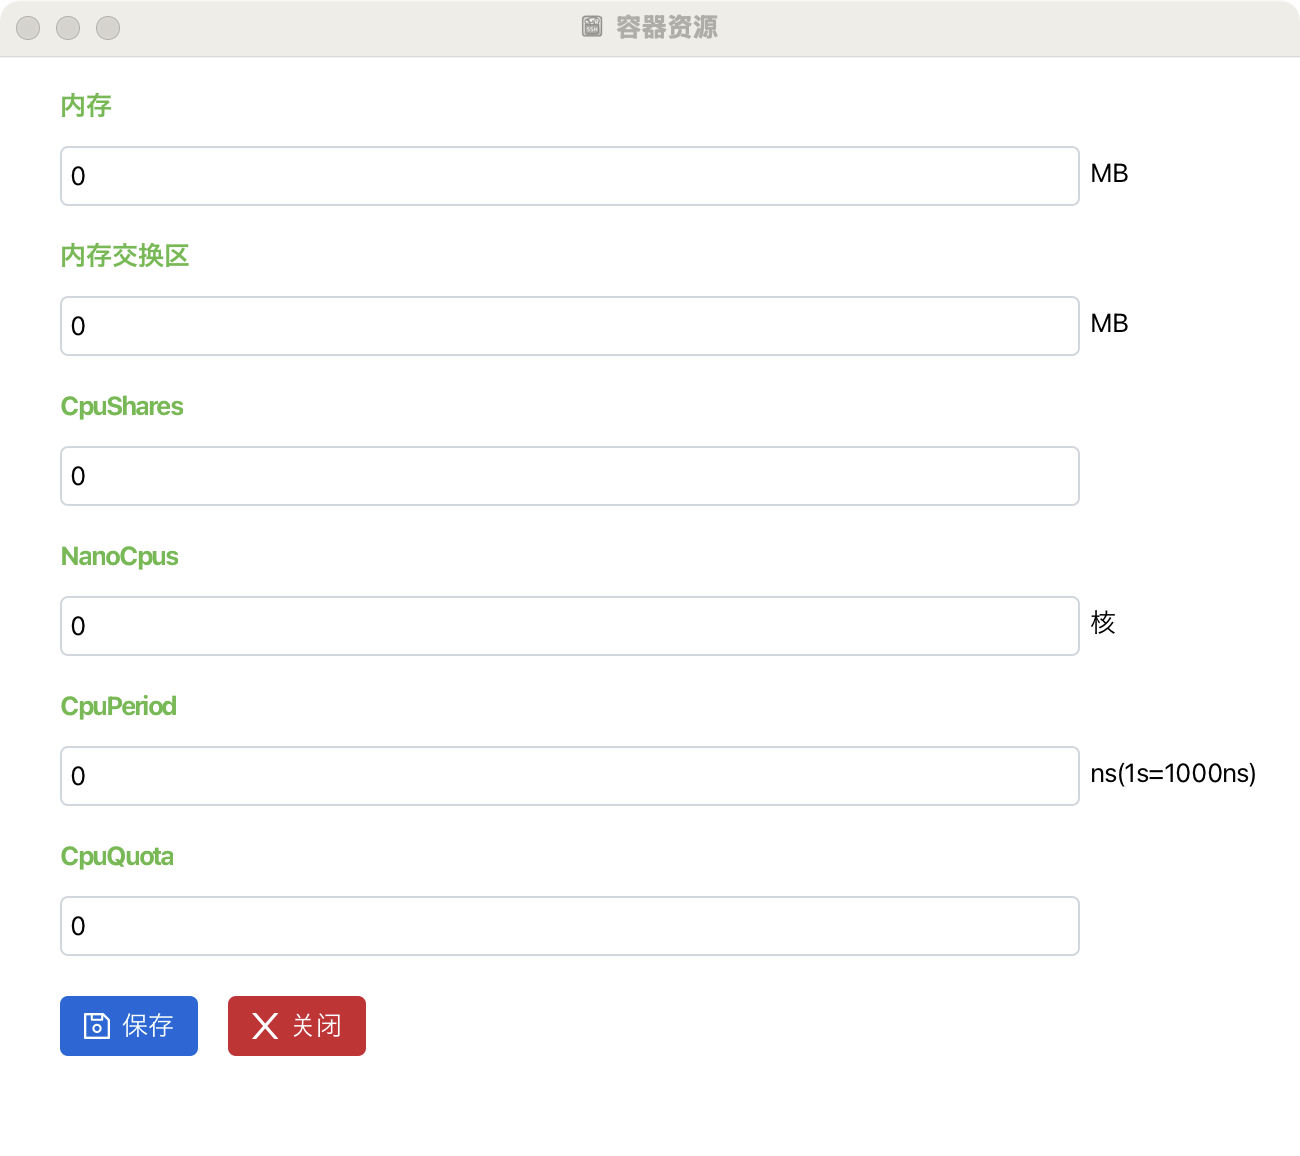 容器资源
内存
0 MB
内存交换区
0 MB
CpuShares
0
NanoCpus
0 核
CpuPeriod
0 ns(1s=1000ns)
CpuQuota
0
保存 关闭